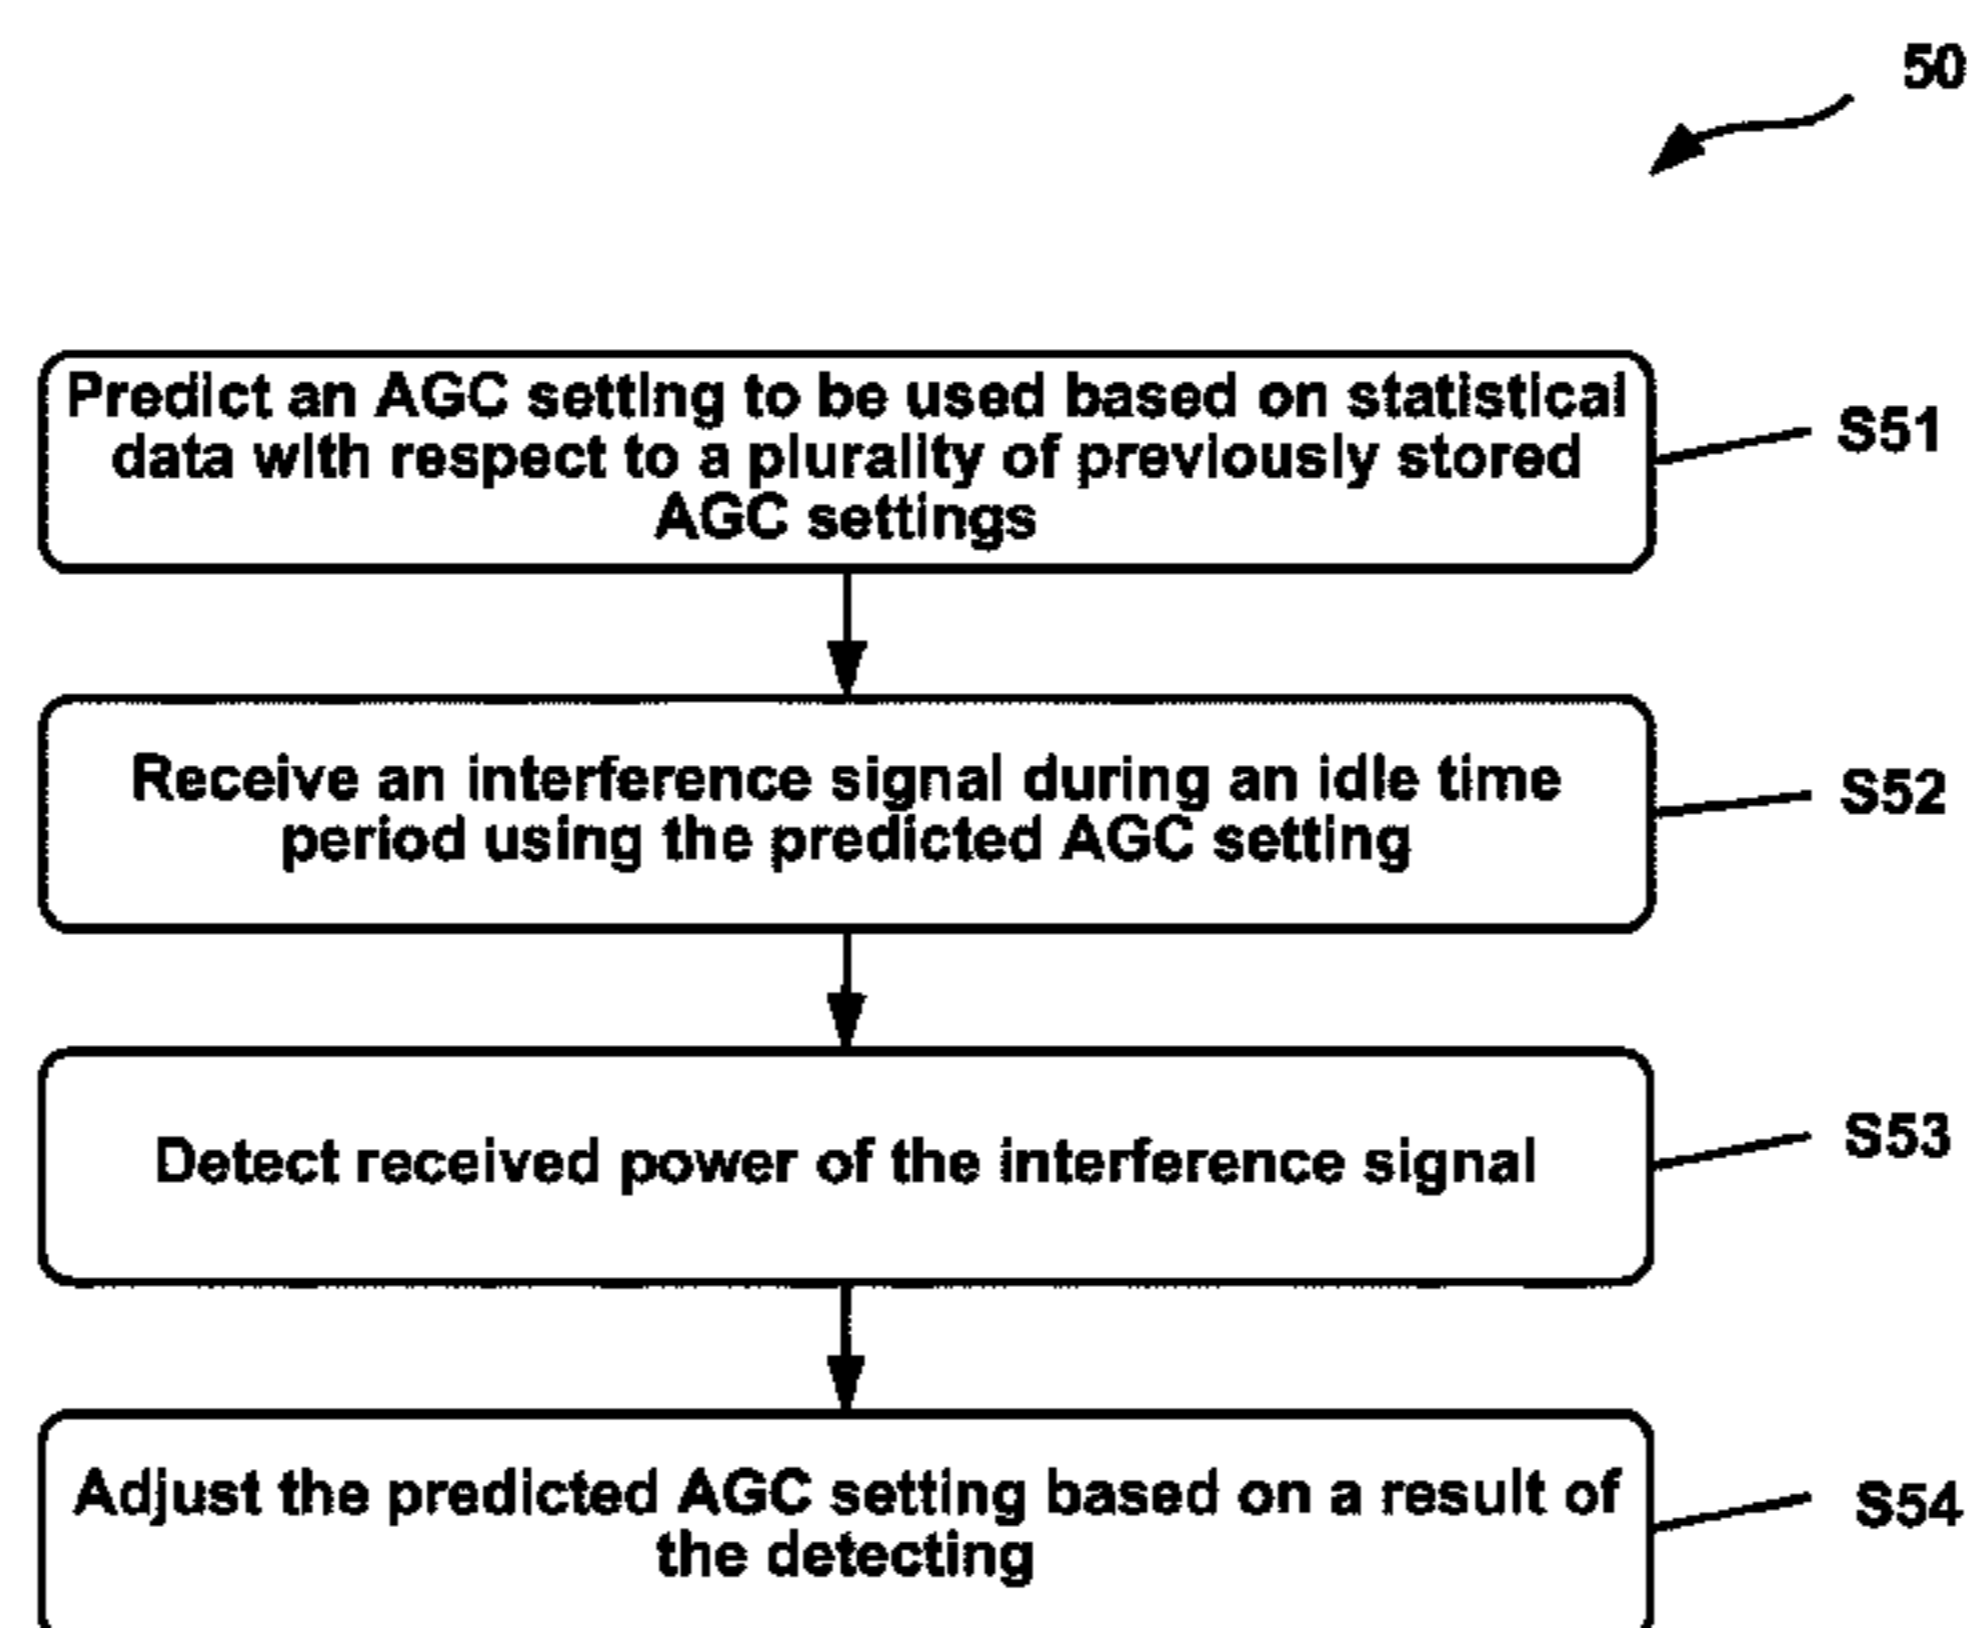 50
Predict an AGC setting to be used based on statistical
data with respect to a plurality of previously stored
AGC settings
S51
Receive an interference signal during an idle time
period using the predicted AGC setting
S52
Detect received power of the interference signal
S53
Adjust the predicted AGC setting based on a result of
the detecting
S54